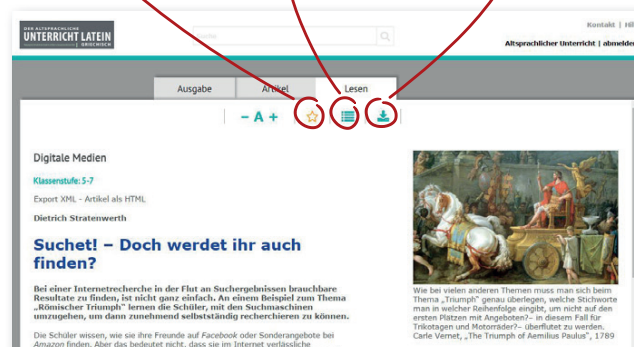 Kontakt | Hil
DER ALTSPRACHLICHE
UNTERRICHT LATEIN
GRIECHISCH
Altsprachlicher Unterricht | abmelden
Ausgabe
Artikel
Lesen
– A +
Digitale Medien
Klassenstufe: 5-7
Export XML - Artikel als HTML
Dietrich Stratenwerth
Suchet! – Doch werdet ihr auch
finden?
Bei einer Internetrecherche in der Flut an Suchergebnissen brauchbare
Resultate zu finden, ist nicht ganz einfach. An einem Beispiel zum Thema
„Römischer Triumph" lernen die Schüler, mit den Suchmaschinen
umzugehen, um dann zunehmend selbstständig recherchieren zu können.
Die Schüler wissen, wie sie ihre Freunde auf Facebook oder Sonderangebote bei
Amazon finden. Aber das bedeutet nicht, dass sie im Internet verlässliche
Wie bei vielen anderen Themen muss man sich beim
Thema „Triumph" genau überlegen, welche Stichworte
man in welcher Reihenfolge eingibt, um nicht auf den
ersten Plätzen mit Angeboten?– in diesem Fall für
Trikotagen und Motorräder?– überflutet zu werden.
Carle Vernet, „The Triumph of Aemilius Paulus", 1789